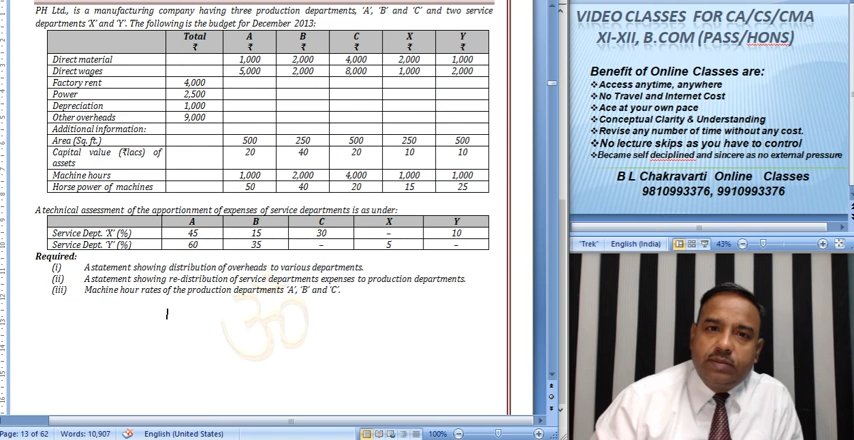 PH Ltd., is a manufacturing company having three production departments, 'A', 'B' and 'C' and two service
departments 'X' and 'Y'. The following is the budget for December 2013:
Total A B C X Y
₹ ₹ ₹ ₹ ₹ ₹
Direct material 1,000 2,000 4,000 2,000 1,000
Direct wages 5,000 2,000 8,000 1,000 2,000
Factory rent 4,000
Power 2,500
Depreciation 1,000
Other overheads 9,000
Additional information:
Area (Sq. ft.) 500 250 500 250 500
Capital value (₹lacs) of 20 40 20 10 10
assets
Machine hours 1,000 2,000 4,000 1,000 1,000
Horse power of machines 50 40 20 15 25
A technical assessment of the apportionment of expenses of service departments is as under:
A B C X Y
Service Dept. 'X' (%) 45 15 30 – 10
Service Dept. 'Y' (%) 60 35 – 5 –
Required:
(i) A statement showing distribution of overheads to various departments.
(ii) A statement showing re-distribution of service departments expenses to production departments.
(iii) Machine hour rates of the production departments 'A', 'B' and 'C'.
Page: 13 of 62 Words: 10,907 English (United States) 100%
VIDEO CLASSES FOR CA/CS/CMA
XI-XII, B.COM (PASS/HONS)
Benefit of Online Classes are:
❖Access anytime, anywhere
❖No Travel and Internet Cost
❖Ace at your own pace
❖Conceptual Clarity & Understanding
❖Revise any number of time without any cost.
❖No lecture skips as you have to control
❖Became self deciplined and sincere as no external pressure
B L Chakravarti Online Classes
9810993376, 9910993376
"Trek" English (India) 43%